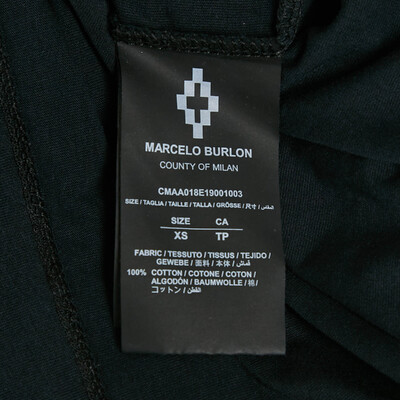 MARCELO BURLON
COUNTY OF MILAN
CMAA018E19001003
SIZE / TAGLIA / TAILLE / TALLA / GRÖSSE / 尺寸 / المقاس
SIZE CA
XS TP
FABRIC / TESSUTO / TISSUS / TEJIDO /
GEWEBE / 面料 / 本体 / قماش
100% COTTON / COTONE / COTON /
ALGODÓN / BAUMWOLLE / 棉 /
コットン / القطن